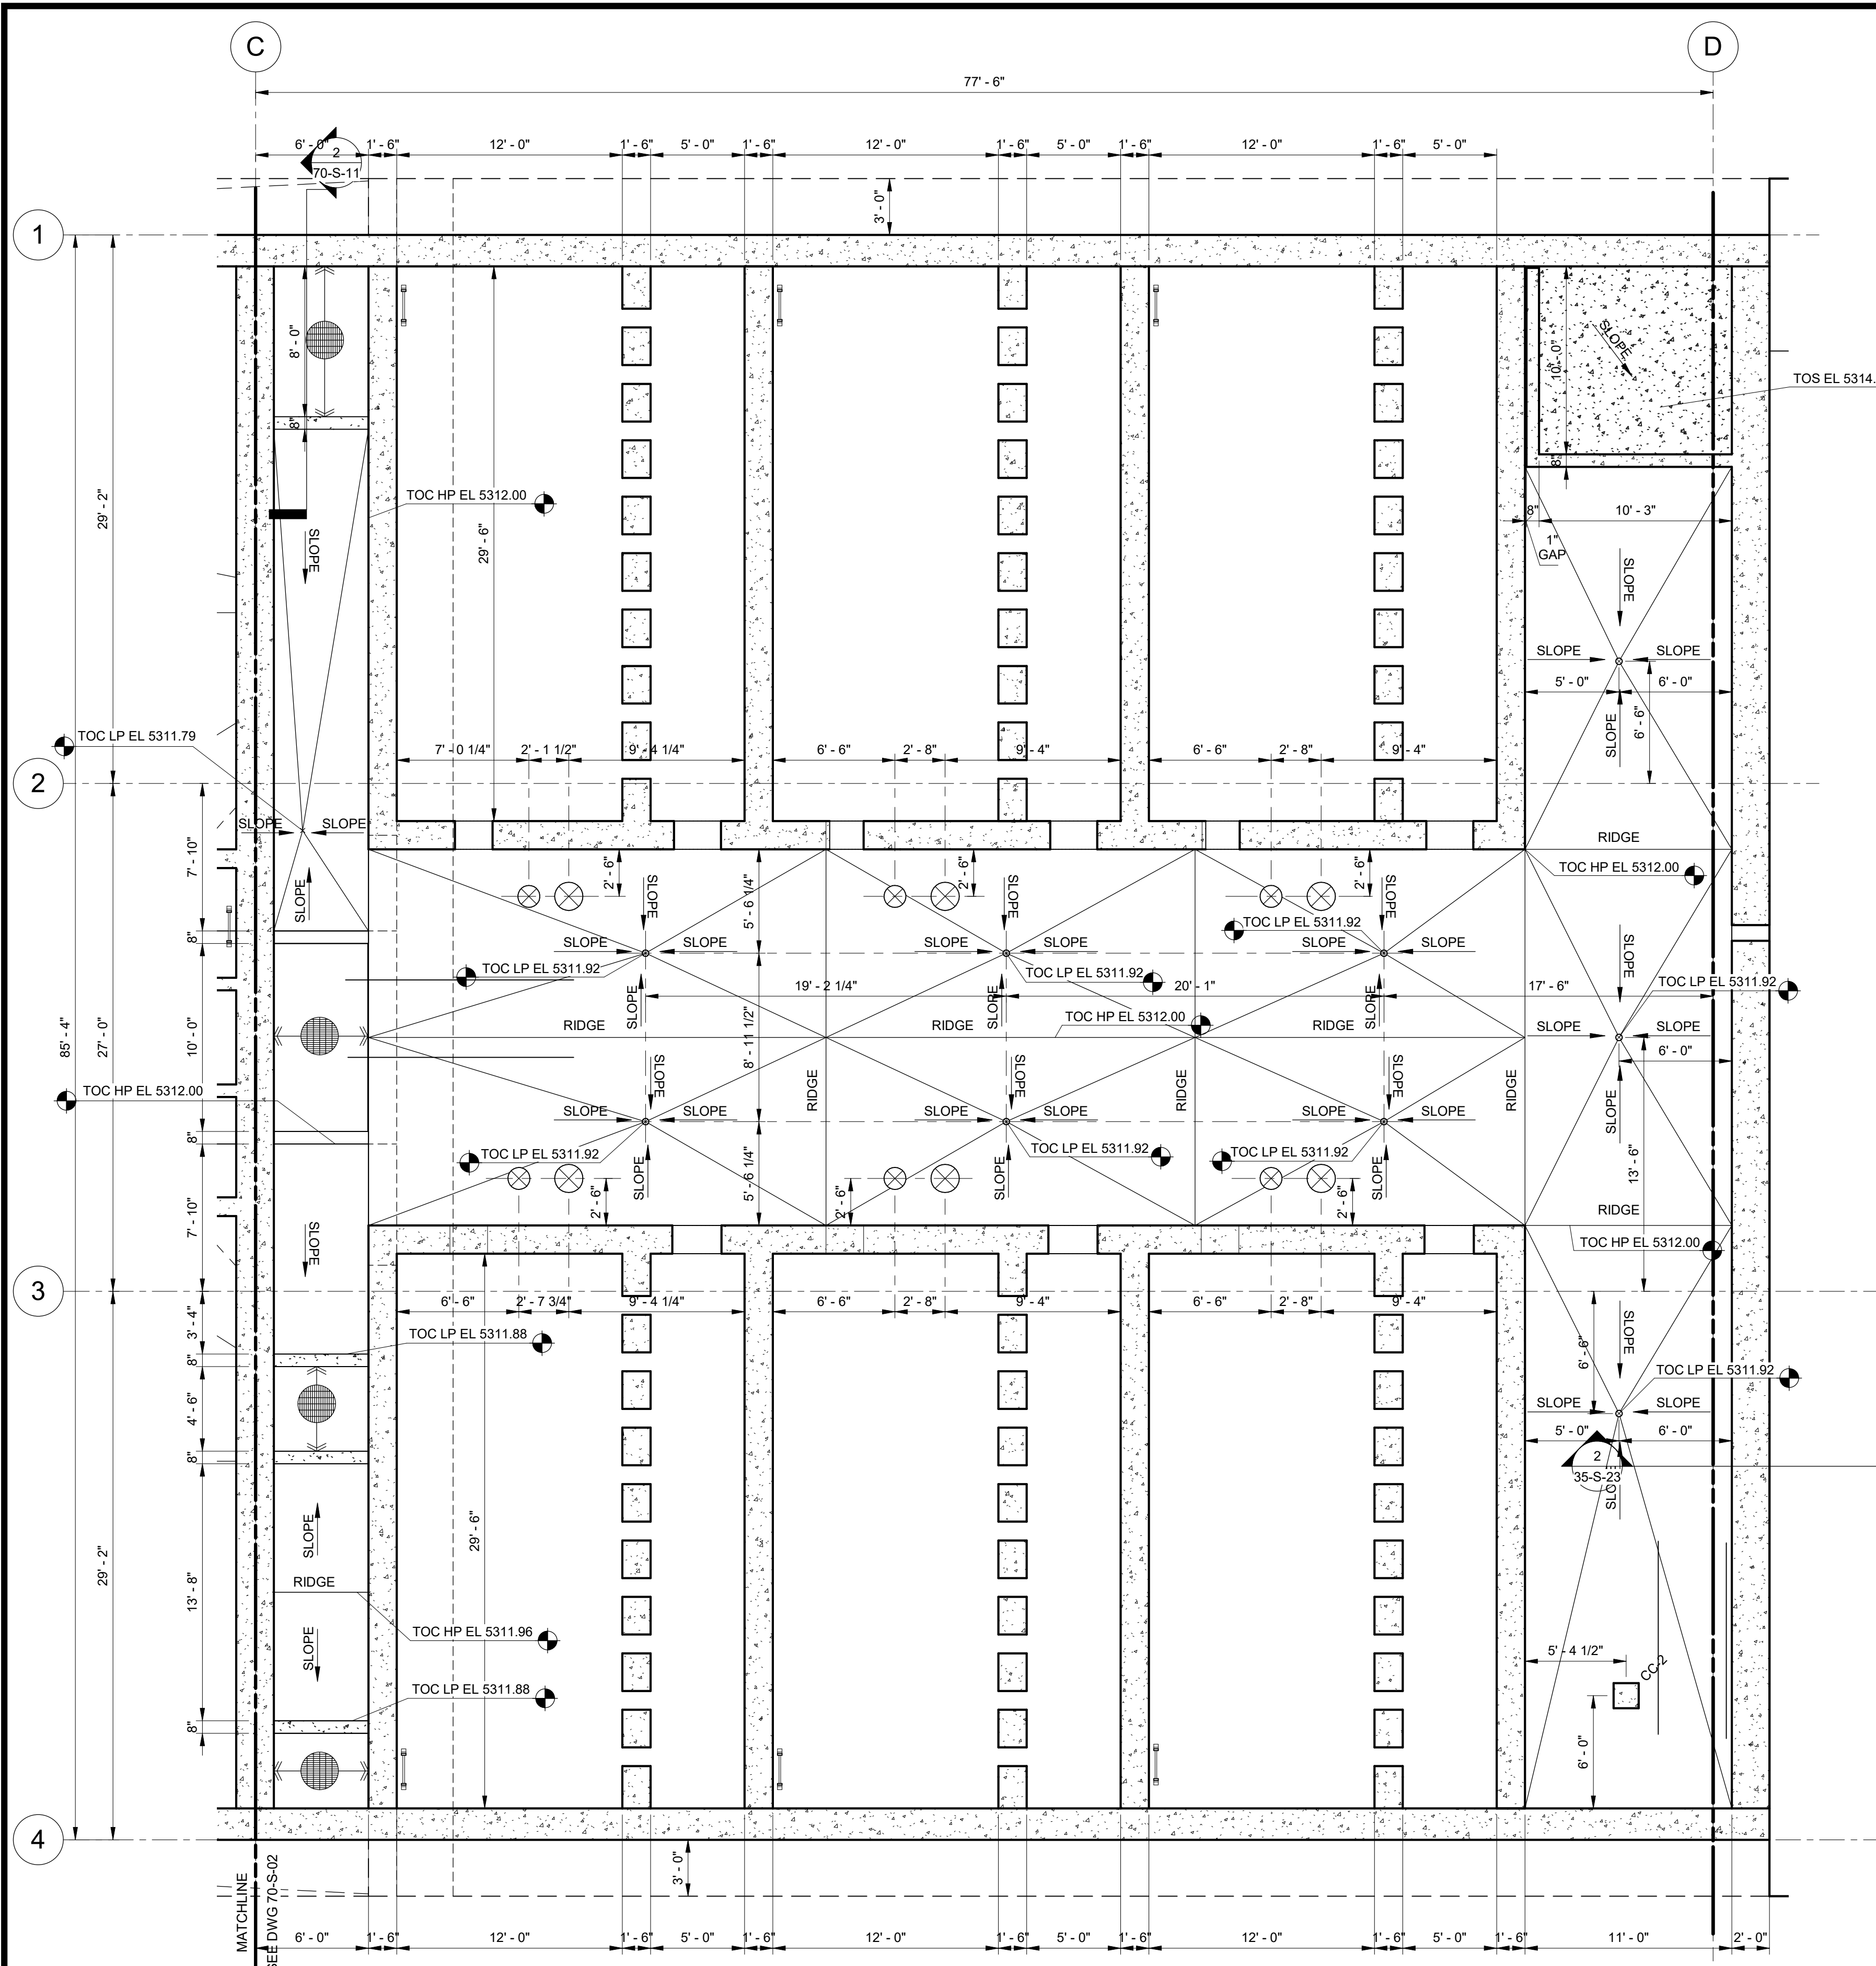 C
D
77' - 6"
6' - 0"
1' - 6"
12' - 0"
1' - 6"
5' - 0"
1' - 6"
12' - 0"
1' - 6"
5' - 0"
1' - 6"
12' - 0"
1' - 6"
5' - 0"
2
70-S-11
3' - 0"
1
8' - 0"
8"
10' - 0"
SLOPE
TOS EL 5314.
8"
29' - 2"
TOC HP EL 5312.00
29' - 6"
SLOPE
8"
10' - 3"
1"
GAP
SLOPE
SLOPE
SLOPE
5' - 0"
6' - 0"
SLOPE
6' - 6"
TOC LP EL 5311.79
7' - 0 1/4"
2' - 1 1/2"
9' - 4 1/4"
6' - 6"
2' - 8"
9' - 4"
6' - 6"
2' - 8"
9' - 4"
2
SLOPE
SLOPE
RIDGE
7' - 10"
SLOPE
2' - 6"
SLOPE
5' - 6 1/4"
2' - 6"
SLOPE
2' - 6"
SLOPE
TOC HP EL 5312.00
TOC LP EL 5311.92
8"
SLOPE
SLOPE
SLOPE
SLOPE
SLOPE
SLOPE
SLOPE
TOC LP EL 5311.92
TOC LP EL 5311.92
TOC LP EL 5311.92
SLOPE
19' - 2 1/4"
SLOPE
20' - 1"
SLOPE
17' - 6"
85' - 4"
27' - 0"
10' - 0"
RIDGE
8' - 11 1/2"
RIDGE
TOC HP EL 5312.00
RIDGE
SLOPE
SLOPE
6' - 0"
TOC HP EL 5312.00
SLOPE
RIDGE
SLOPE
RIDGE
SLOPE
RIDGE
SLOPE
8"
SLOPE
SLOPE
SLOPE
SLOPE
SLOPE
SLOPE
TOC LP EL 5311.92
TOC LP EL 5311.92
TOC LP EL 5311.92
13' - 6"
7' - 10"
2' - 6"
SLOPE
5' - 6 1/4"
2' - 6"
SLOPE
2' - 6"
SLOPE
RIDGE
SLOPE
TOC HP EL 5312.00
3
6' - 6"
2' - 7 3/4"
9' - 4 1/4"
6' - 6"
2' - 8"
9' - 4"
6' - 6"
2' - 8"
9' - 4"
3' - 4"
TOC LP EL 5311.88
SLOPE
6' - 6"
8"
TOC LP EL 5311.92
4' - 6"
SLOPE
SLOPE
5' - 0"
6' - 0"
8"
2
35-S-23
29' - 2"
29' - 6"
SLOPE
13' - 8"
RIDGE
TOC HP EL 5311.96
SLOPE
5' - 4 1/2"
CC-2
TOC LP EL 5311.88
8"
6' - 0"
4
3' - 0"
MATCHLINE
SEE DWG 70-S-02
6' - 0"
1' - 6"
12' - 0"
1' - 6"
5' - 0"
1' - 6"
12' - 0"
1' - 6"
5' - 0"
1' - 6"
12' - 0"
1' - 6"
5' - 0"
1' - 6"
11' - 0"
2' - 0"